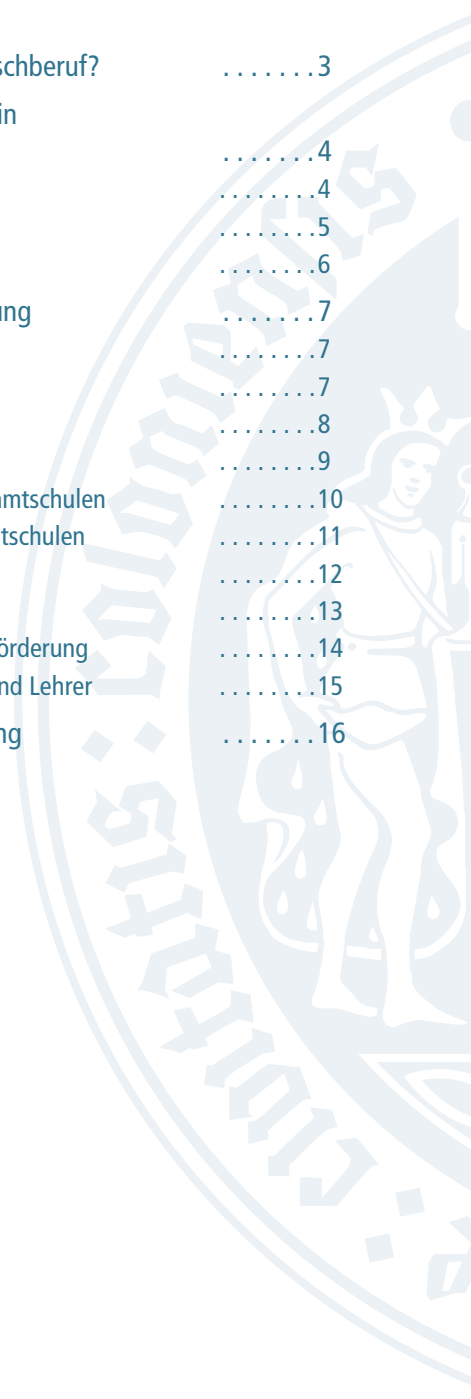 schberuf? . . . . . . . 3
in
. . . . . . . 4
. . . . . . . . 4
. . . . . . . . 5
. . . . . . . . 6
ung . . . . . . . 7
. . . . . . . . 7
. . . . . . . . 7
. . . . . . . . 8
. . . . . . . . 9
mtschulen . . . . . . . . 10
tschulen . . . . . . . . 11
. . . . . . . . 12
. . . . . . . . 13
örderung . . . . . . . . 14
nd Lehrer . . . . . . . . 15
ng . . . . . . . 16